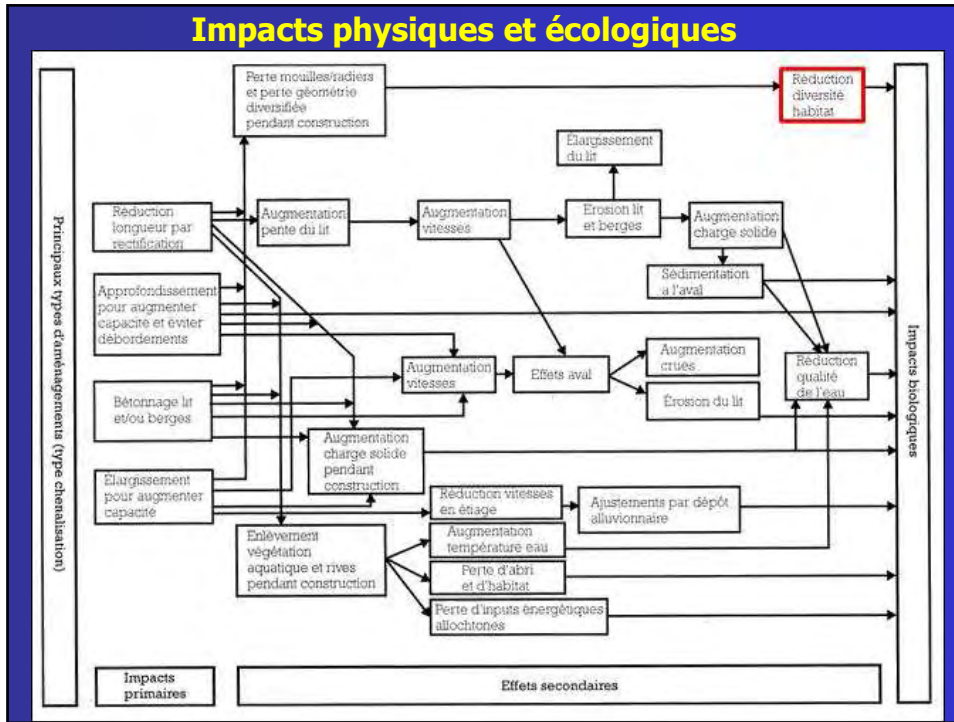 Impacts physiques et écologiques
Principaux types d'aménagements (type chenalisation)
Perte mouilles/radiers
et perte géométrie
diversifiée
pendant construction
Réduction
diversité
habitat
Élargissement
du lit
Réduction
longueur par
rectification
Augmentation
pente du lit
Augmentation
vitesses
Érosion lit
et berges
Augmentation
charge solide
Sédimentation
a l'aval
Approfondissement
pour augmenter
capacité et éviter
débordements
Augmentation
vitesses
Effets aval
Augmentation
crues
Érosion du lit
Réduction
qualité
de l'eau
Bétonnage lit
et/ou berges
Augmentation
charge solide
pendant
construction
Élargissement
pour augmenter
capacité
Réduction vitesses
en étiage
Ajustements par dépôt
alluvionnaire
Enlèvement
végétation
aquatique et rives
pendant construction
Augmentation
température eau
Perte d'abri
et d'habitat
Perte d'inputs énergétiques
allochtones
Impacts biologiques
Impacts
primaires
Effets secondaires